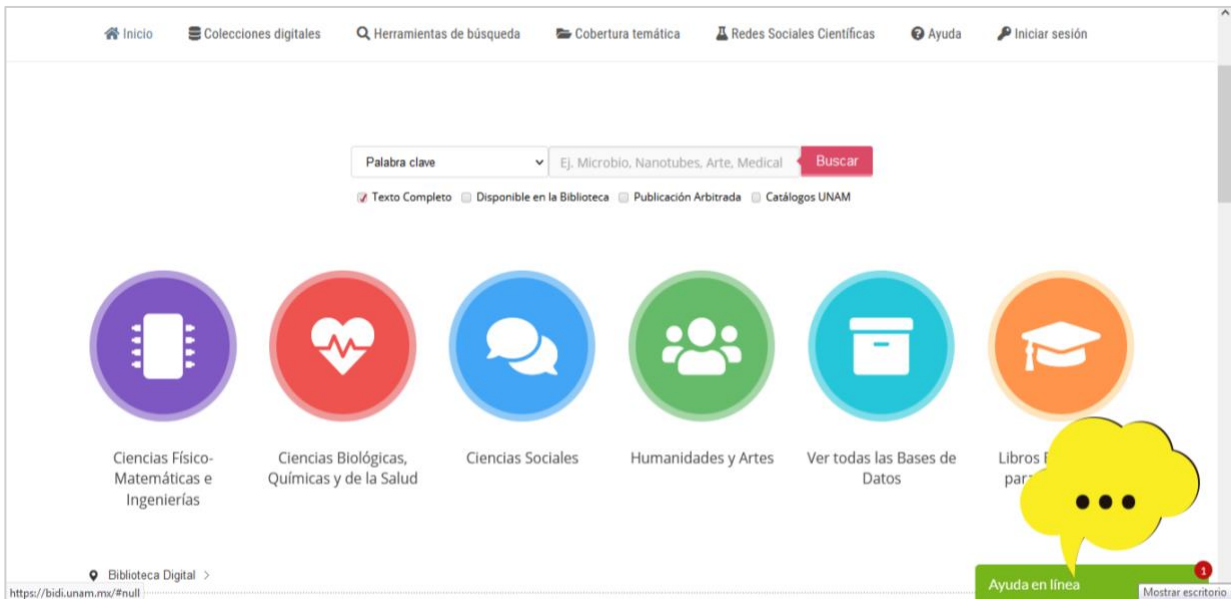 Inicio Colecciones digitales Herramientas de búsqueda Cobertura temática Redes Sociales Científicas Ayuda Iniciar sesión
Palabra clave Ej. Microbio, Nanotubes, Arte, Medical Buscar
Texto Completo Disponible en la Biblioteca Publicación Arbitrada Catálogos UNAM
Ciencias Físico-
Matemáticas e
Ingenierías
Ciencias Biológicas,
Químicas y de la Salud
Ciencias Sociales
Humanidades y Artes
Ver todas las Bases de
Datos
Libros
Biblioteca Digital >
Ayuda en línea 1
https://bidi.unam.mx/#null
Mostrar escritorio